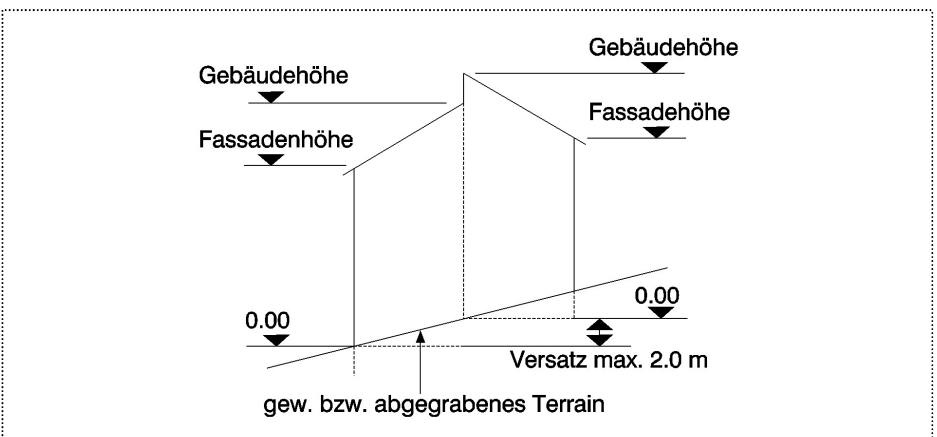 Gebäudehöhe
Gebäudehöhe
Fassadehöhe
Fassadenhöhe
0.00
0.00
Versatz max. 2.0 m
gew. bzw. abgegrabenes Terrain